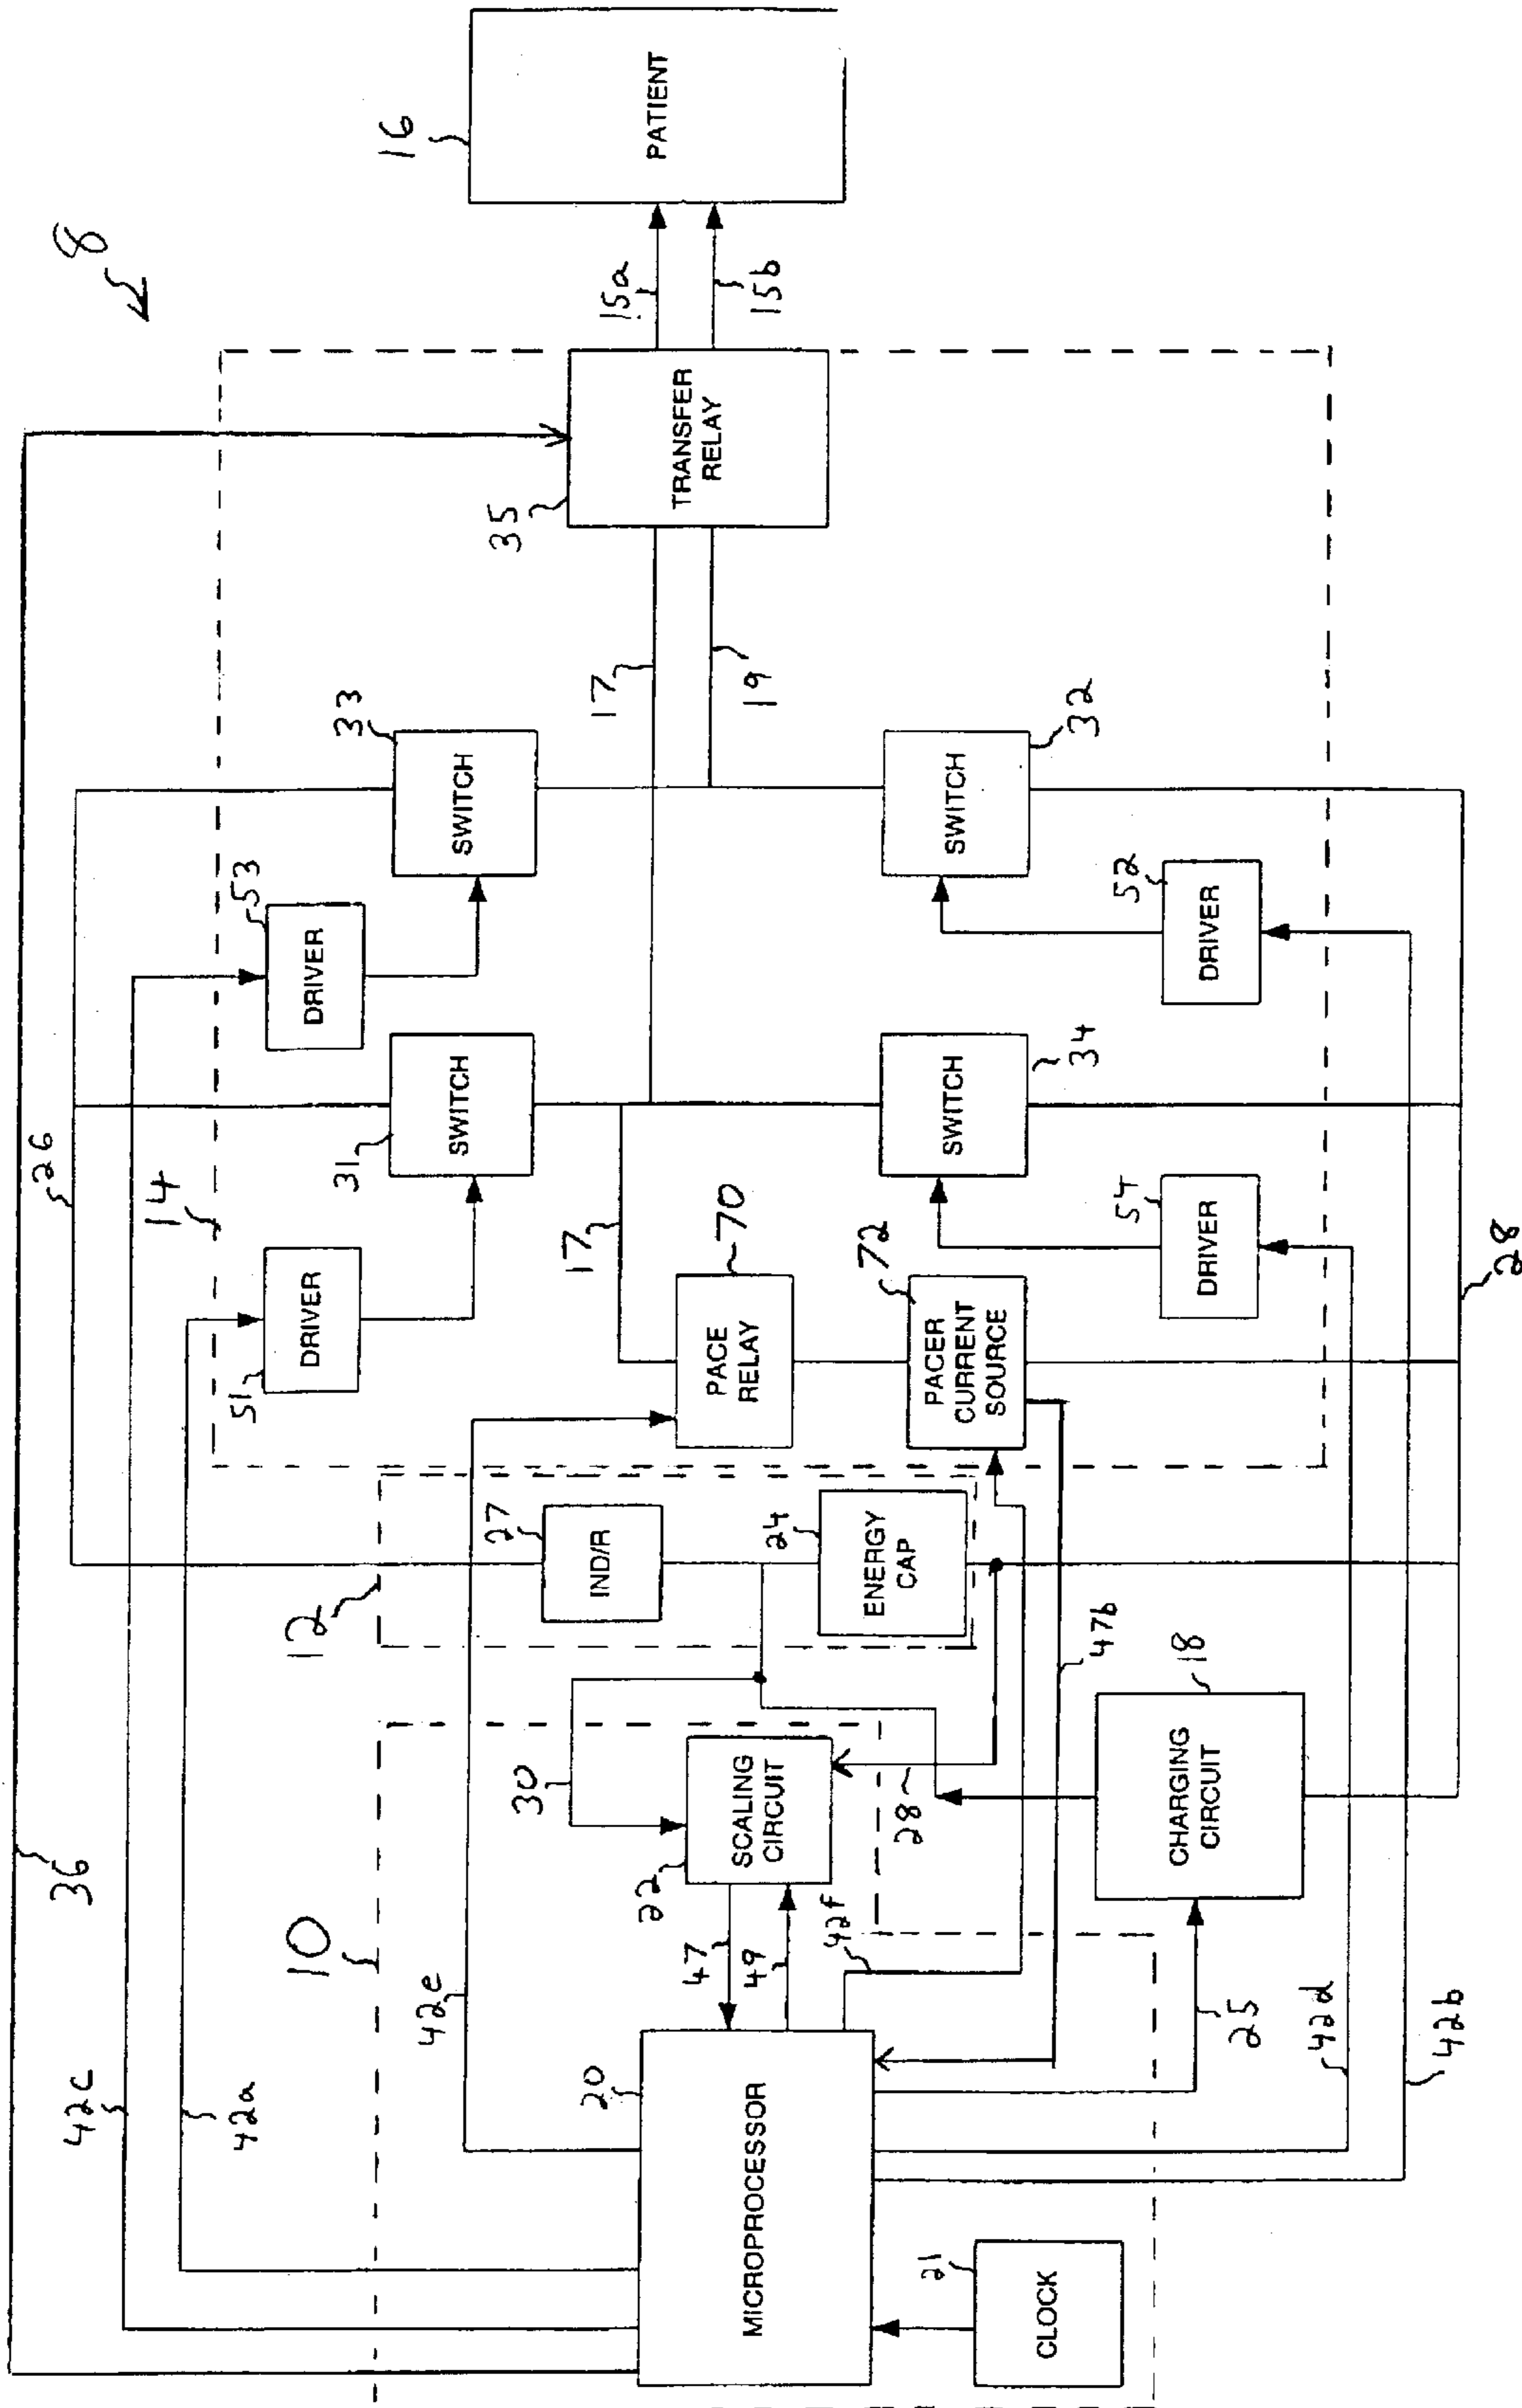 8
36
42c
42a
26
14
10
42e
30
12
51
DRIVER
53
DRIVER
31
SWITCH
33
SWITCH
16
PATIENT
27
IND/R
17
17
15a
35
TRANSFER
RELAY
20
MICROPROCESSOR
47
49
22
SCALING
CIRCUIT
24
ENERGY
CAP
PACE
RELAY
70
19
15b
42f
28
72
PACER
CURRENT
SOURCE
SWITCH
34
SWITCH
32
21
CLOCK
25
CHARGING
CIRCUIT
18
47b
54
DRIVER
52
DRIVER
42d
42b
28